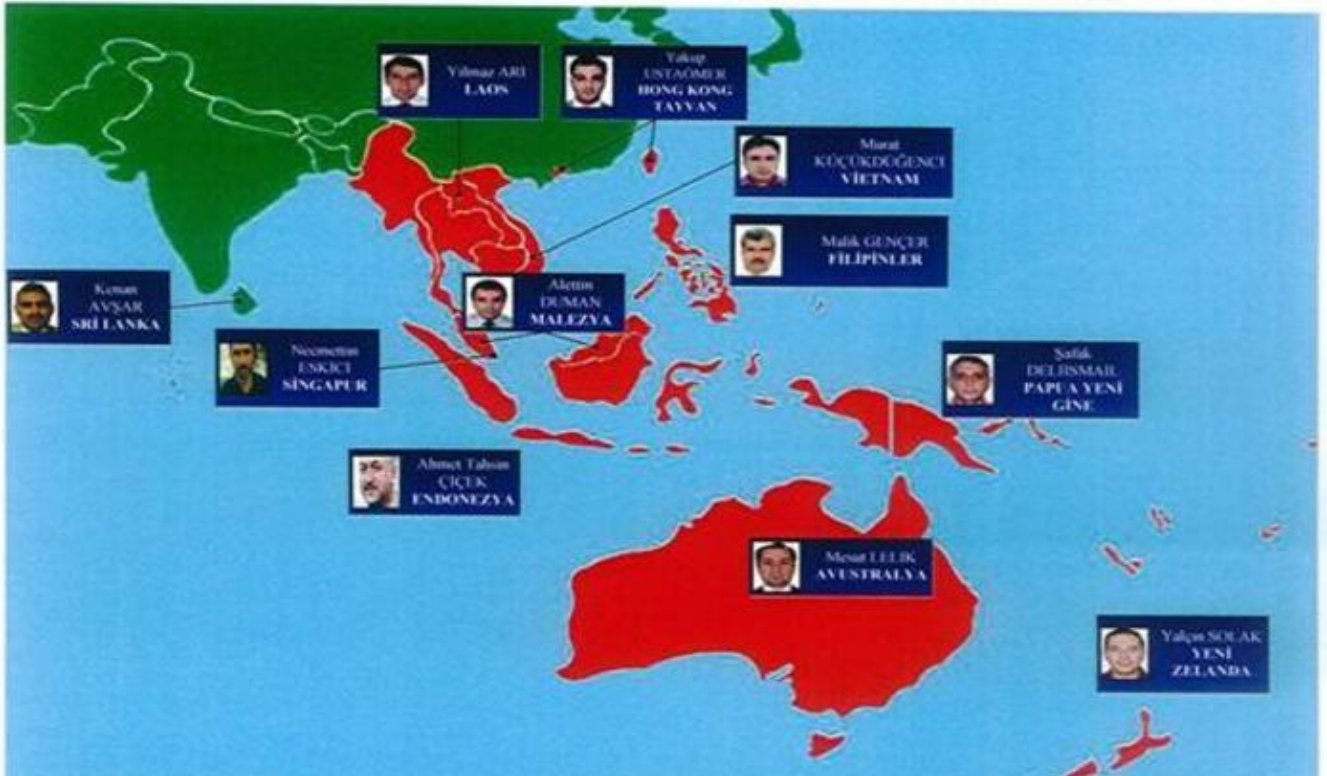 Yılmaz ARI
LAOS
Yakup
USTAÖMER
HONG KONG
TAYVAN
Murat
KÜÇÜKDÜĞENCİ
VİETNAM
Malik GENÇER
FİLİPİNLER
Kenan
AVŞAR
SRİ LANKA
Alettin
DUMAN
MALEZYA
Necmettin
ESKİCİ
SİNGAPUR
Şafak
DELİİSMAİL
PAPUA YENİ
GİNE
Ahmet Tahsin
ÇİÇEK
ENDONEZYA
Mesut
AVUSTRALYA
Yalçın SOLAK
YENİ
ZELANDA